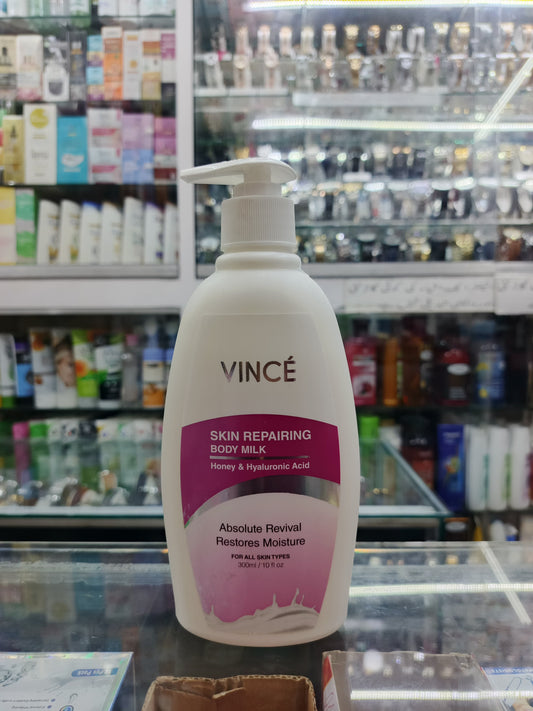 VINCÉ
SKIN REPAIRING
BODY MILK
Honey & Hyaluronic Acid
Absolute Revival
Restores Moisture
FOR ALL SKIN TYPES
300ml / 10 fl oz